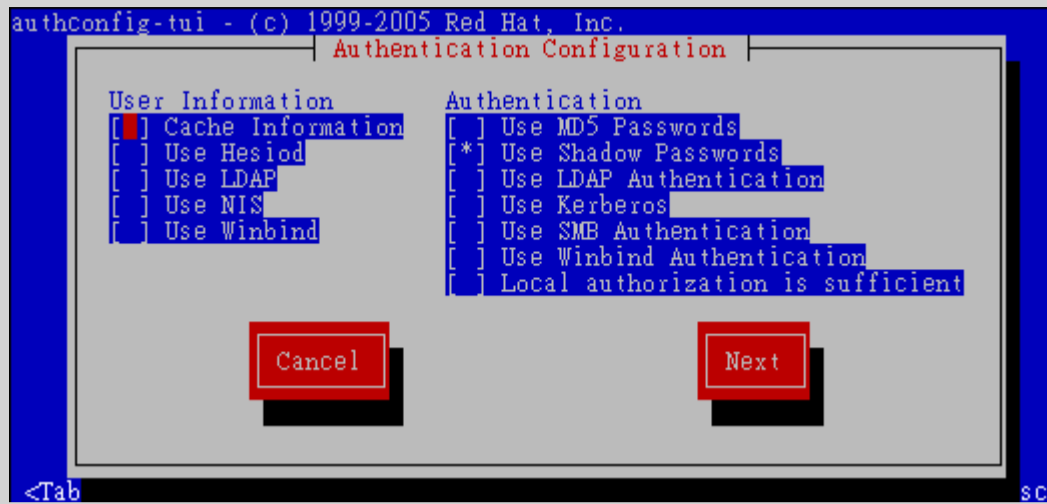 authconfig-tui - (c) 1999-2005 Red Hat, Inc.
Authentication Configuration
User Information
[ ] Cache Information
[ ] Use Hesiod
[ ] Use LDAP
[ ] Use NIS
[ ] Use Winbind
Authentication
[ ] Use MD5 Passwords
[*] Use Shadow Passwords
[ ] Use LDAP Authentication
[ ] Use Kerberos
[ ] Use SMB Authentication
[ ] Use Winbind Authentication
[ ] Local authorization is sufficient
Cancel
Next
<Tab
sc